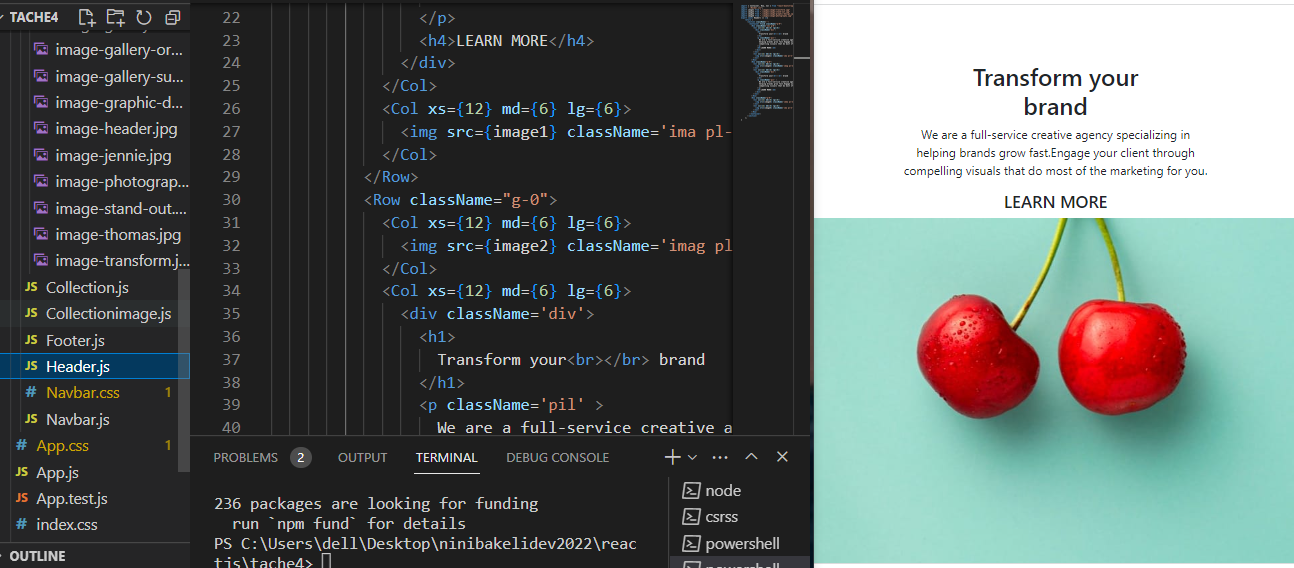 TACHE4
image-gallery-or...
image-gallery-su...
image-graphic-d...
image-header.jpg
image-jennie.jpg
image-photograp...
image-stand-out....
image-thomas.jpg
image-transform.j...
JS Collection.js
JS Collectionimage.js
JS Footer.js
JS Header.js
# Navbar.css 1
JS Navbar.js
# App.css 1
JS App.js
JS App.test.js
# index.css
OUTLINE
22 </p>
23 <h4>LEARN MORE</h4>
24 </div>
25 </Col>
26 <Col xs={12} md={6} lg={6}>
27 <img src={image1} className='ima pl-
28 </Col>
29 </Row>
30 <Row className="g-0">
31 <Col xs={12} md={6} lg={6}>
32 <img src={image2} className='imag pl
33 </Col>
34 <Col xs={12} md={6} lg={6}>
35 <div className='div'>
36 <h1>
37 Transform your<br></br> brand
38 </h1>
39 <p className='pil' >
40 We are a full-service creative a
PROBLEMS 2 OUTPUT TERMINAL DEBUG CONSOLE
236 packages are looking for funding
run `npm fund` for details
PS C:\Users\dell\Desktop\ninibakelidev2022\reac
tjs\tache4>
node
csrss
powershell
powershell
Transform your
brand
We are a full-service creative agency specializing in
helping brands grow fast.Engage your client through
compelling visuals that do most of the marketing for you.
LEARN MORE